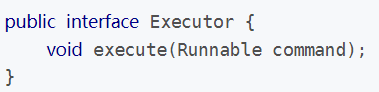 public interface Executor {
    void execute(Runnable command);
}